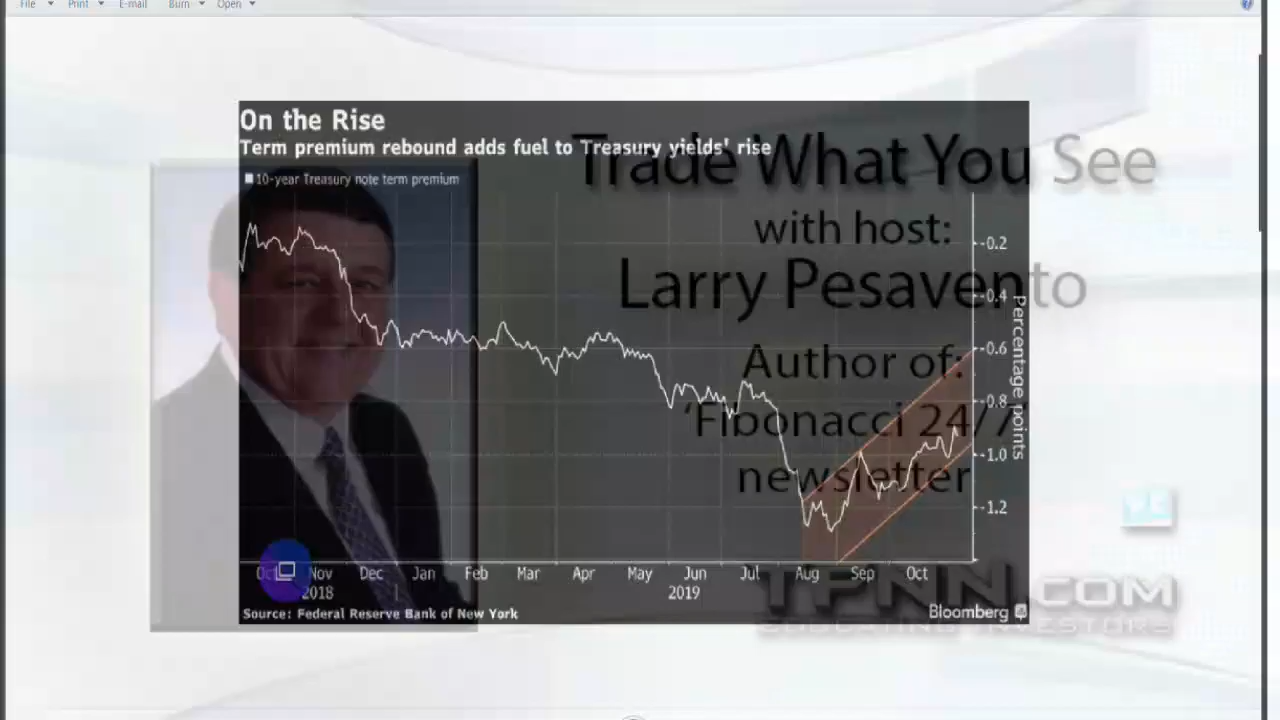 File Print E-mail Burn Open
On the Rise
Term premium rebound adds fuel to Treasury yields' rise
10-year Treasury note term premium
Trade What You See
with host:
Larry Pesavento
Author of:
'Fibonacci 24/7'
newsletter
-0.2
-0.4
-0.6
-0.8
-1.0
-1.2
Percentage points
Nov Dec Jan Feb Mar Apr May Jun Jul Aug Sep Oct
2018 2019
Source: Federal Reserve Bank of New York
Bloomberg
TFNN.COM
EDUCATING INVESTORS